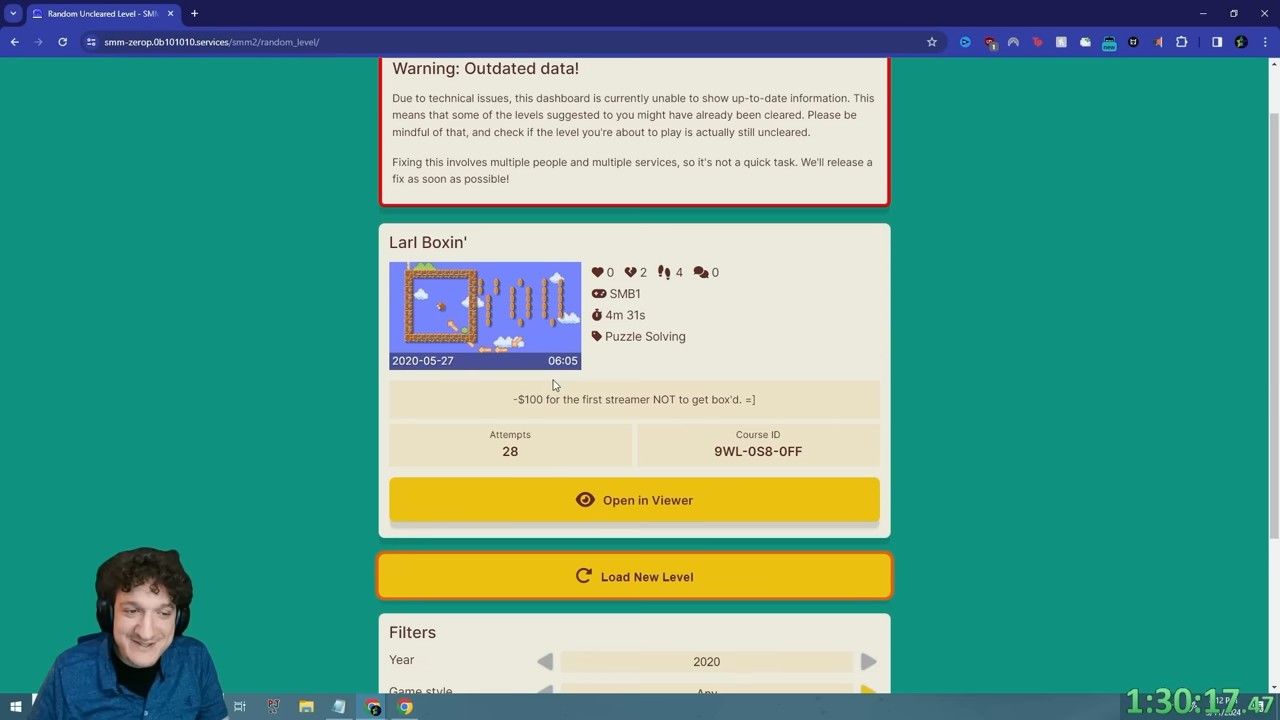 Random Uncleared Level - SMM
smm-zerop.0b101010.services/smm2/random_level/
Warning: Outdated data!
Due to technical issues, this dashboard is currently unable to show up-to-date information. This
means that some of the levels suggested to you might have already been cleared. Please be
mindful of that, and check if the level you're about to play is actually still uncleared.
Fixing this involves multiple people and multiple services, so it's not a quick task. We'll release a
fix as soon as possible!
Larl Boxin'
0 2 4 0
SMB1
4m 31s
Puzzle Solving
2020-05-27 06:05
-$100 for the first streamer NOT to get box'd. =]
Attempts Course ID
28 9WL-0S8-0FF
Open in Viewer
Load New Level
Filters
Year 2020
Game style Any
1:30:17.47